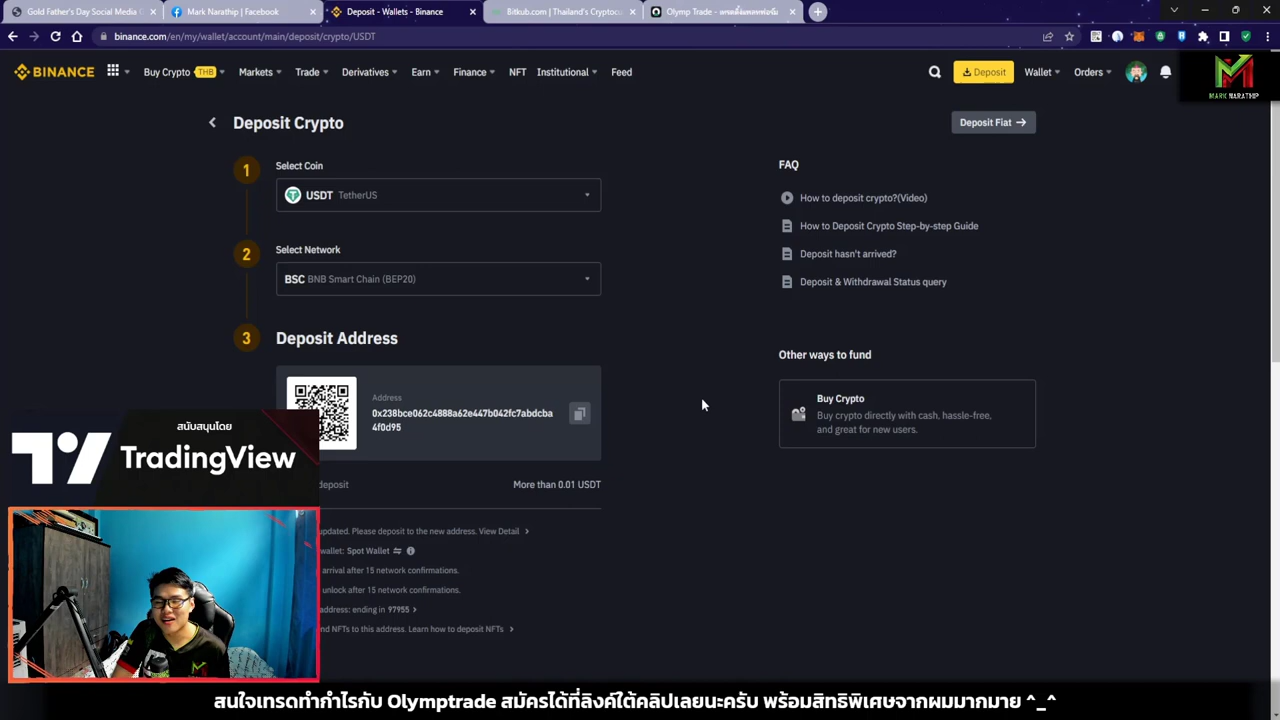 Gold Father's Day Social Media
Mark Narathip | Facebook
Deposit - Wallets - Binance
Bitkub.com | Thailand's Cryptocu
Olymp Trade - แพลตฟอร์ม
binance.com/en/my/wallet/account/main/deposit/crypto/USDT
BINANCE
Buy Crypto THB
Markets
Trade
Derivatives
Earn
Finance
NFT
Institutional
Feed
Deposit
Wallet
Orders
MARK NARATHIP
Deposit Crypto
Deposit Fiat →
1
Select Coin
USDT TetherUS
2
Select Network
BSC BNB Smart Chain (BEP20)
3
Deposit Address
Address
0x238bce062c4888a62e447b042fc7abdcba
4f0d95
deposit
More than 0.01 USDT
updated. Please deposit to the new address. View Detail
wallet: Spot Wallet
arrival after 15 network confirmations.
unlock after 15 network confirmations.
address: ending in 97955
nd NFTs to this address. Learn how to deposit NFTs
FAQ
How to deposit crypto?(Video)
How to Deposit Crypto Step-by-step Guide
Deposit hasn't arrived?
Deposit & Withdrawal Status query
Other ways to fund
Buy Crypto
Buy crypto directly with cash, hassle-free,
and great for new users.
สนับสนุนโดย
TradingView
สนใจเทรดทำกำไรกับ Olymptrade สมัครได้ที่ลิงค์ใต้คลิปเลยนะครับ พร้อมสิทธิพิเศษจากผมมากมาย ^_^